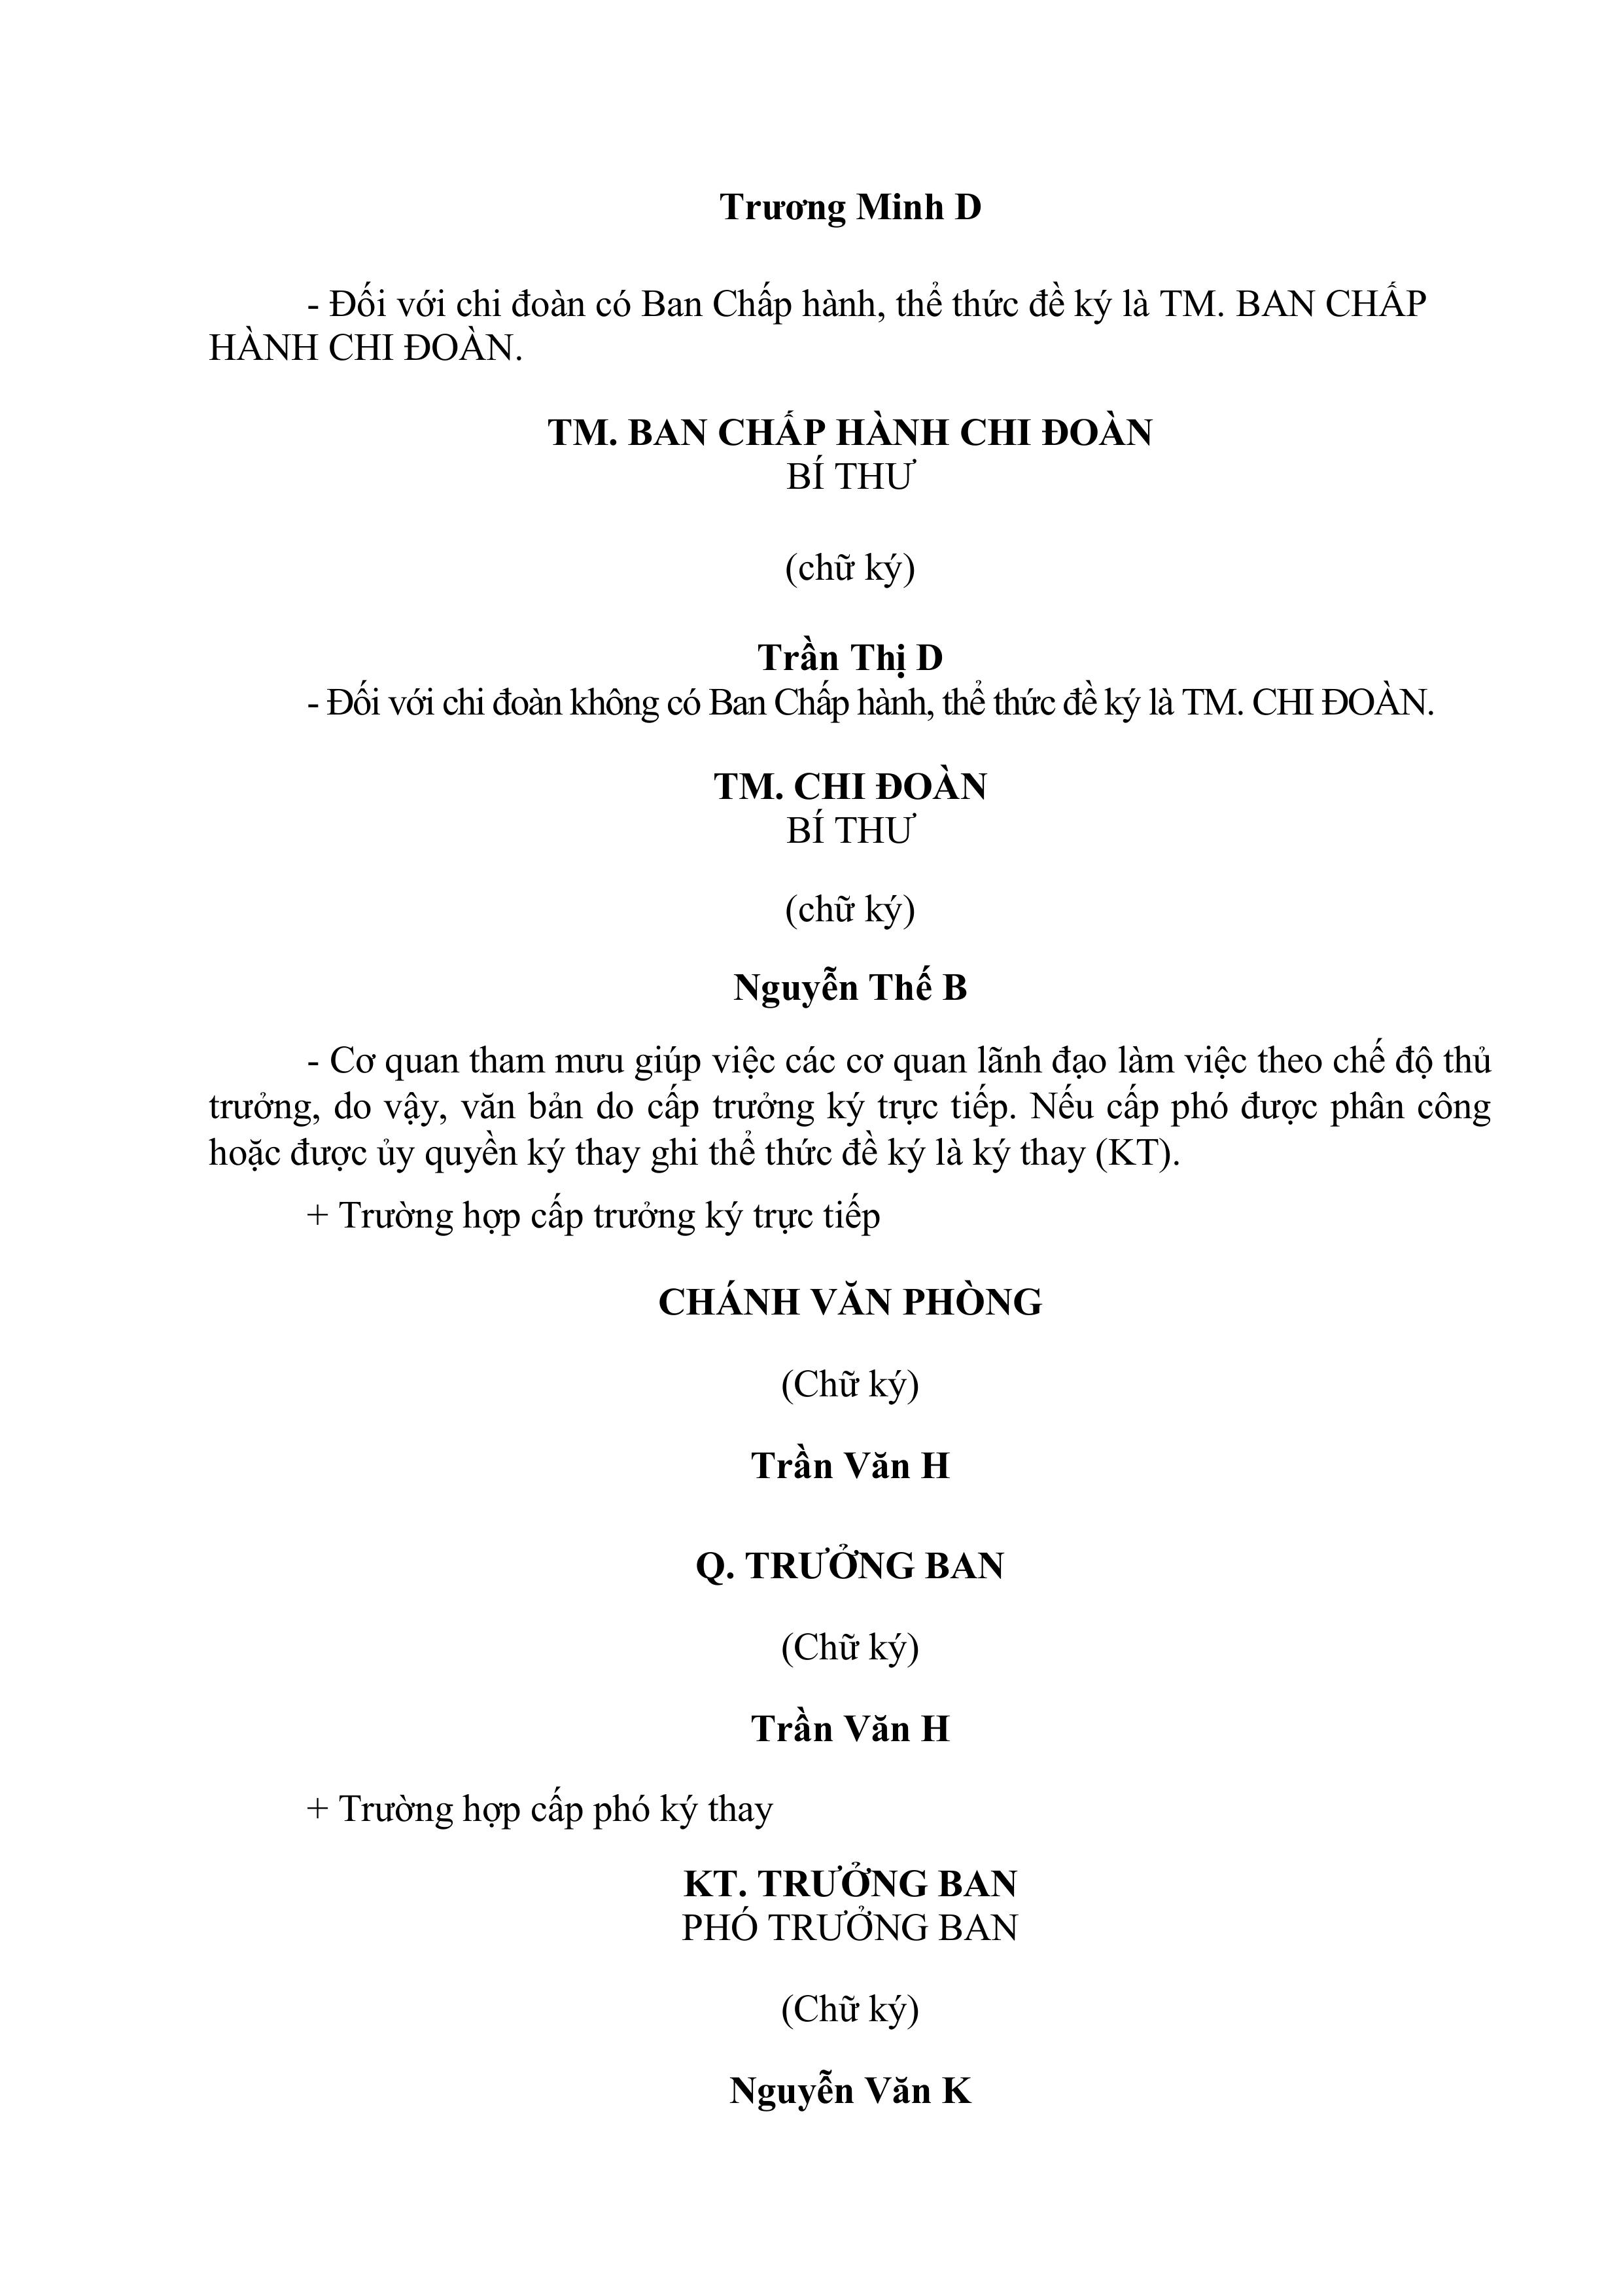 Trương Minh D
- Đối với chi đoàn có Ban Chấp hành, thể thức đề ký là TM. BAN CHẤP
HÀNH CHI ĐOÀN.
TM. BAN CHẤP HÀNH CHI ĐOÀN
BÍ THƯ
(chữ ký)
Trần Thị D
- Đối với chi đoàn không có Ban Chấp hành, thể thức đề ký là TM. CHI ĐOÀN.
TM. CHI ĐOÀN
BÍ THƯ
(chữ ký)
Nguyễn Thế B
- Cơ quan tham mưu giúp việc các cơ quan lãnh đạo làm việc theo chế độ thủ
trưởng, do vậy, văn bản do cấp trưởng ký trực tiếp. Nếu cấp phó được phân công
hoặc được ủy quyền ký thay ghi thể thức đề ký là ký thay (KT).
+ Trường hợp cấp trưởng ký trực tiếp
CHÁNH VĂN PHÒNG
(Chữ ký)
Trần Văn H
Q. TRƯỞNG BAN
(Chữ ký)
Trần Văn H
+ Trường hợp cấp phó ký thay
KT. TRƯỞNG BAN
PHÓ TRƯỞNG BAN
(Chữ ký)
Nguyễn Văn K